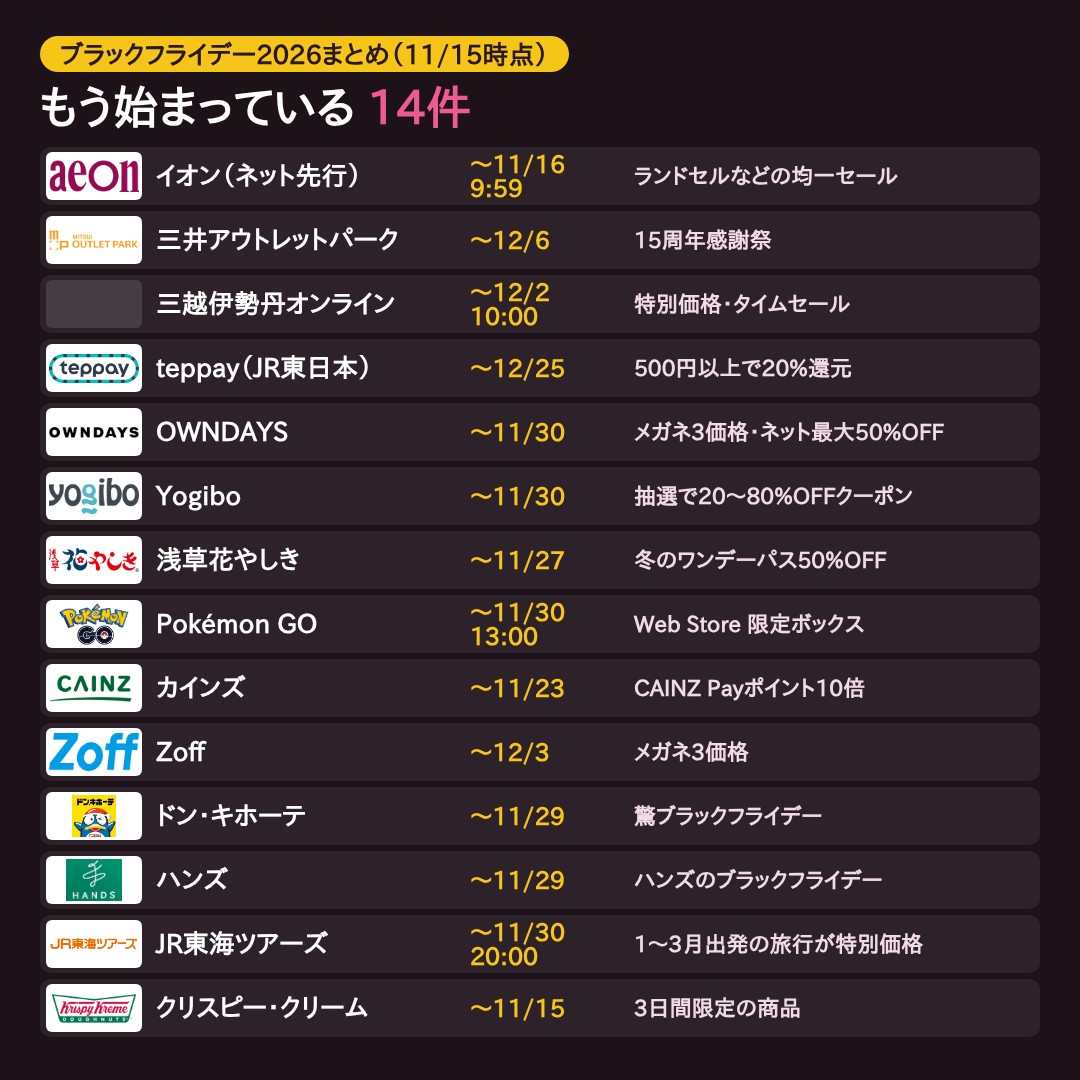 ブラックフライデー2026まとめ（11/15時点）
もう始まっている 14件
aeon イオン（ネット先行） ～11/16 9:59 ランドセルなどの均一セール
MITSUI OUTLET PARK 三井アウトレットパーク ～12/6 15周年感謝祭
三越伊勢丹オンライン ～12/2 10:00 特別価格・タイムセール
teppay teppay（JR東日本） ～12/25 500円以上で20%還元
OWNDAYS OWNDAYS ～11/30 メガネ3価格・ネット最大50%OFF
yogibo Yogibo ～11/30 抽選で20～80%OFFクーポン
浅草花やしき 浅草花やしき ～11/27 冬のワンデーパス50%OFF
POKéMON GO Pokémon GO ～11/30 13:00 Web Store 限定ボックス
CAINZ カインズ ～11/23 CAINZ Payポイント10倍
Zoff Zoff ～12/3 メガネ3価格
ドン・キホーテ ドン・キホーテ ～11/29 驚ブラックフライデー
HANDS ハンズ ～11/29 ハンズのブラックフライデー
JR東海ツアーズ JR東海ツアーズ ～11/30 20:00 1～3月出発の旅行が特別価格
Krispy Kreme DOUGHNUTS クリスピー・クリーム ～11/15 3日間限定の商品